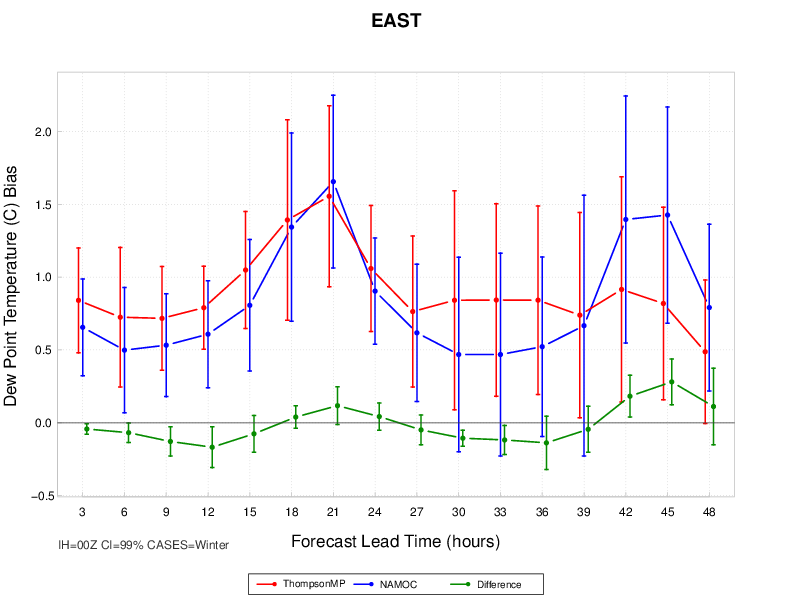 EAST
Dew Point Temperature (C) Bias
2.0
1.5
1.0
0.5
0.0
−0.5
3 6 9 12 15 18 21 24 27 30 33 36 39 42 45 48
Forecast Lead Time (hours)
IH=00Z CI=99% CASES=Winter
ThompsonMP NAMOC Difference